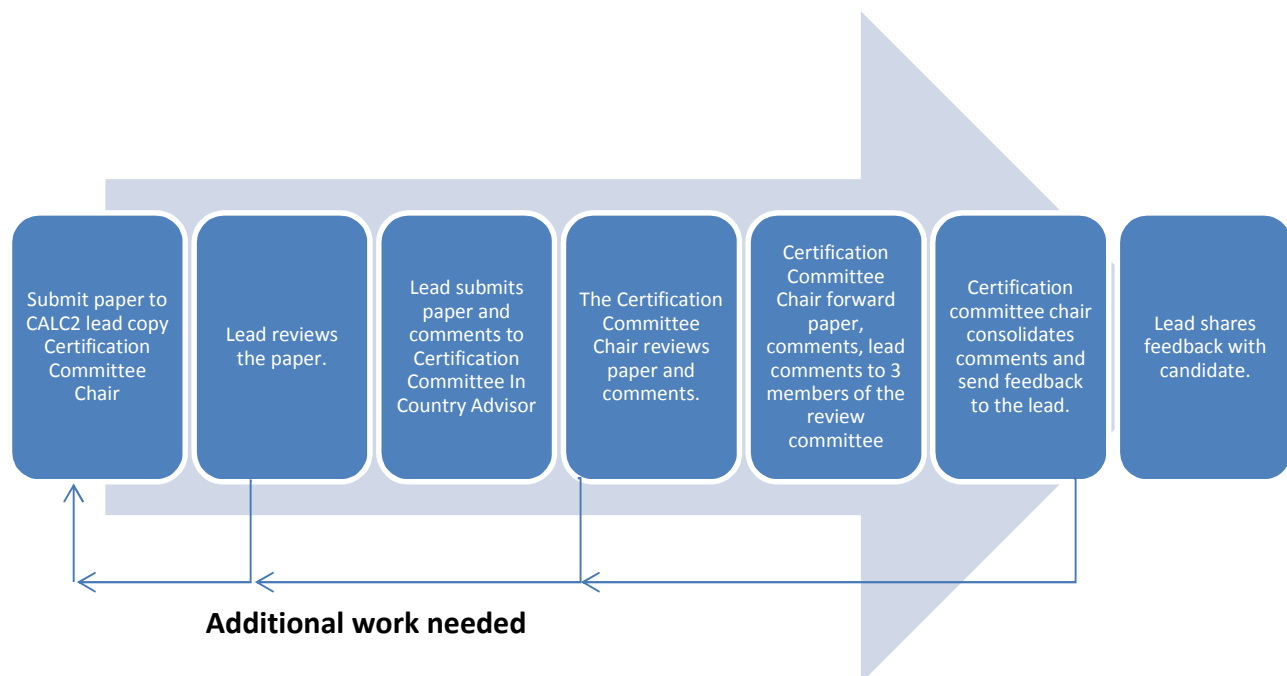 Submit paper to
CALC2 lead copy
Certification
Committee
Chair
Lead reviews
the paper.
Lead submits
paper and
comments to
Certification
Committee In
Country Advisor
The Certification
Committee
Chair reviews
paper and
comments.
Certification
Committee
Chair forward
paper,
comments, lead
comments to 3
members of the
review
committee
Certification
committee chair
consolidates
comments and
send feedback
to the lead.
Lead shares
feedback with
candidate.
Additional work needed